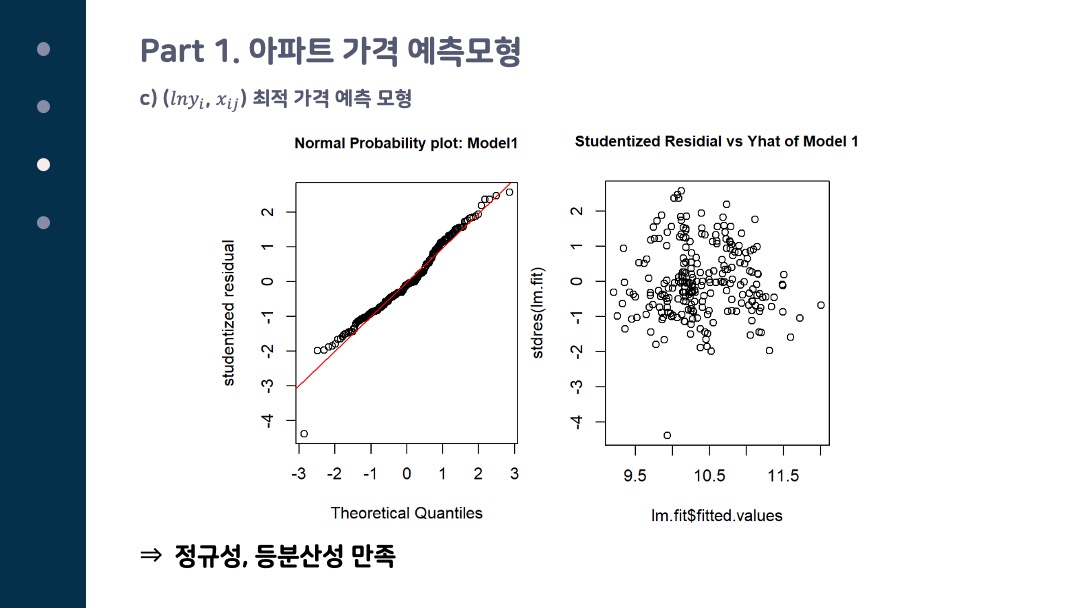 Part 1. 아파트 가격 예측모형
c) (lny_i, x_ij) 최적 가격 예측 모형
Normal Probability plot: Model1
studentized residual
2
1
0
-1
-2
-3
-4
-3 -2 -1 0 1 2 3
Theoretical Quantiles
Studentized Residial vs Yhat of Model 1
stdres(lm.fit)
2
1
0
-1
-2
-3
-4
9.5 10.5 11.5
lm.fit$fitted.values
⇒ 정규성, 등분산성 만족